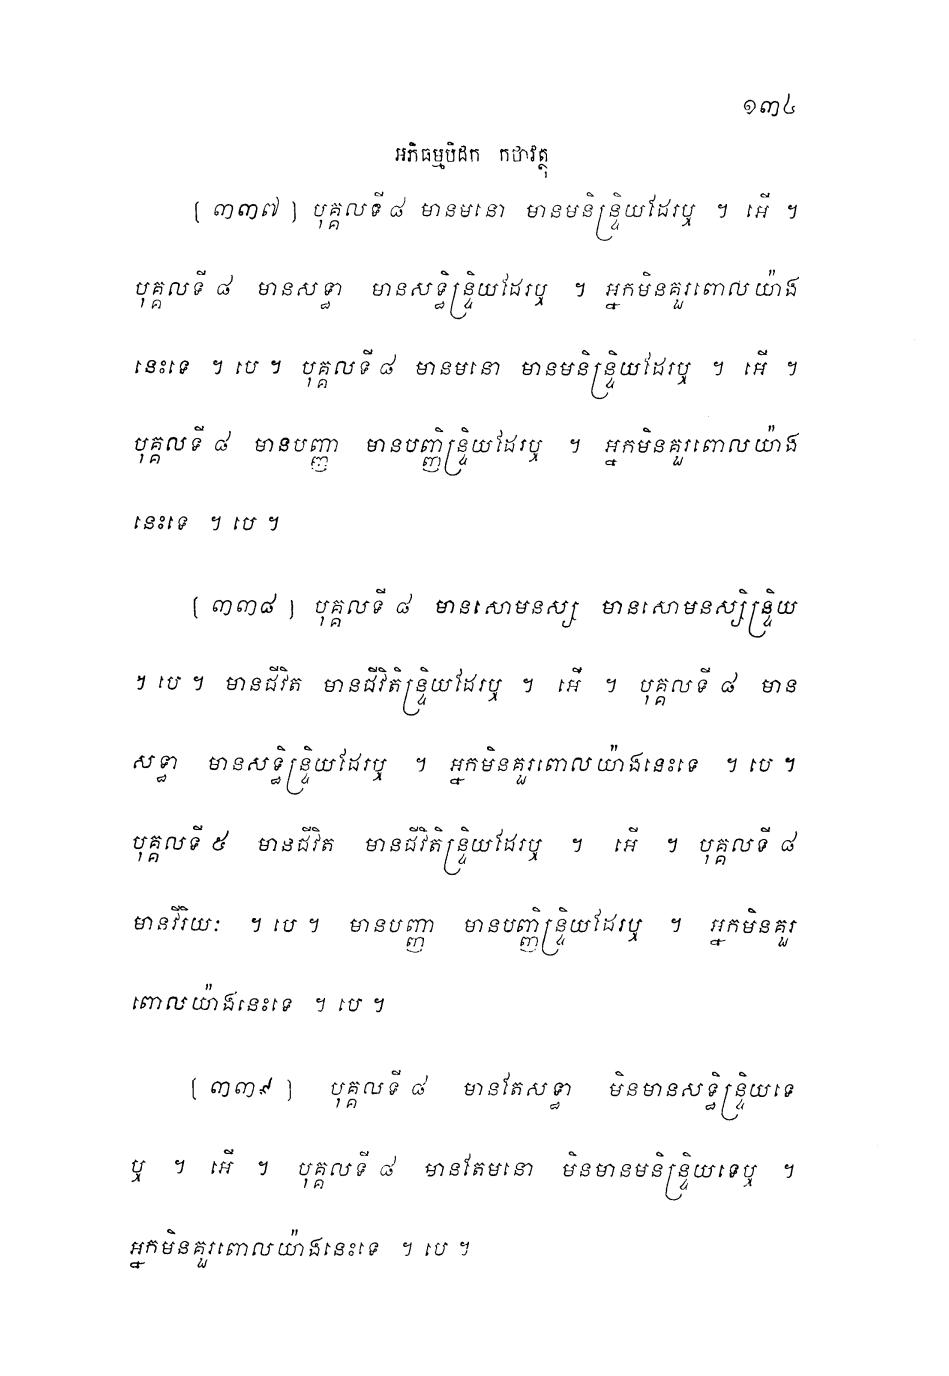 ១៣៤
អភិធម្មបិដក កថាវត្ថុ
[ ៣៣៧ ] បុគ្គលទី ៨ មានមនោ មានមនិន្ទ្រិយដែរឬ ។ អើ ។
បុគ្គលទី ៨ មានសទ្ធា មានសទ្ធិន្ទ្រិយដែរឬ ។ អ្នកមិនគួរពោលយ៉ាង
នេះទេ ។ បេ ។ បុគ្គលទី ៨ មានមនោ មានមនិន្ទ្រិយដែរឬ ។ អើ ។
បុគ្គលទី ៨ មានបញ្ញា មានបញ្ញិន្ទ្រិយដែរឬ ។ អ្នកមិនគួរពោលយ៉ាង
នេះទេ ។ បេ ។
[ ៣៣៨ ] បុគ្គលទី ៨ មានសោមនស្ស មានសោមនស្សិន្ទ្រិយ
។ បេ ។ មានជីវិត មានជីវិតិន្ទ្រិយដែរឬ ។ អើ ។ បុគ្គលទី ៨ មាន
សទ្ធា មានសទ្ធិន្ទ្រិយដែរឬ ។ អ្នកមិនគួរពោលយ៉ាងនេះទេ ។ បេ ។
បុគ្គលទី ៥ មានជីវិត មានជីវិតិន្ទ្រិយដែរឬ ។ អើ ។ បុគ្គលទី ៨
មានវីរិយៈ ។ បេ ។ មានបញ្ញា មានបញ្ញិន្ទ្រិយដែរឬ ។ អ្នកមិនគួរ
ពោលយ៉ាងនេះទេ ។ បេ ។
[ ៣៣៩ ] បុគ្គលទី ៨ មានតែសទ្ធា មិនមានសទ្ធិន្ទ្រិយទេ
ឬ ។ អើ ។ បុគ្គលទី ៨ មានតែមនោ មិនមានមនិន្ទ្រិយទេឬ ។
អ្នកមិនគួរពោលយ៉ាងនេះទេ ។ បេ ។